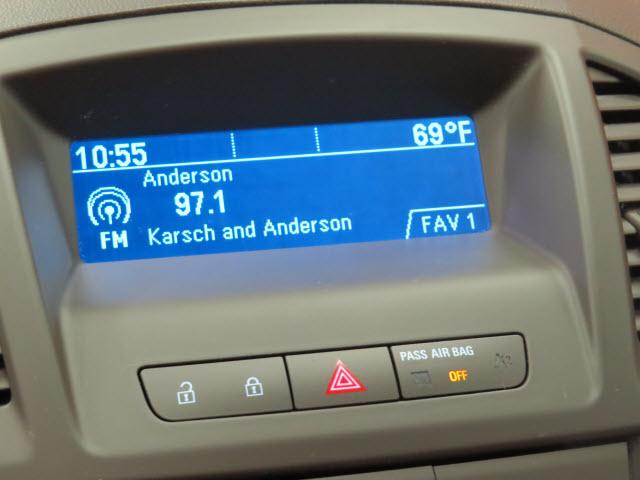 10:55 69°F
Anderson
97.1
FM Karsch and Anderson FAV 1
PASS AIR BAG
OFF